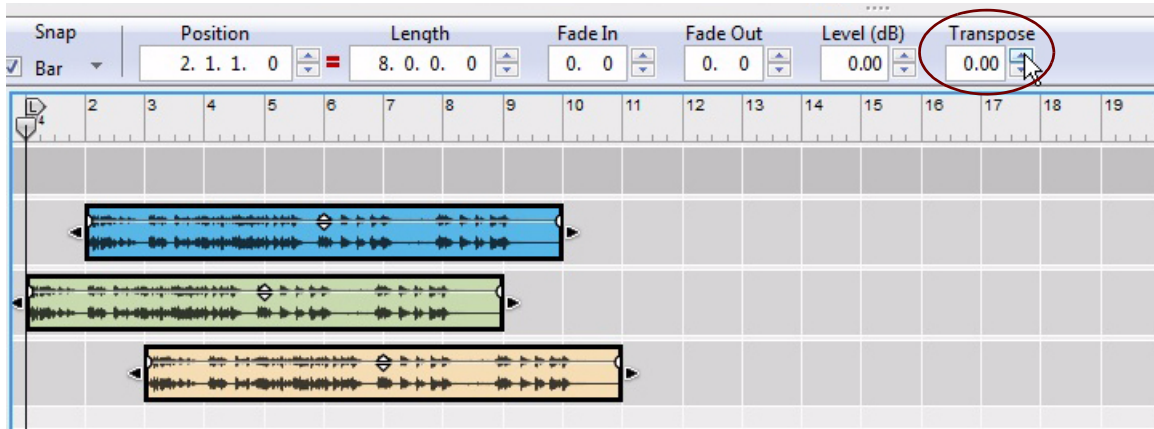 Snap Position Length Fade In Fade Out Level (dB) Transpose
Bar 2. 1. 1. 0 = 8. 0. 0. 0 0. 0 0. 0 0.00 0.00
L 2 3 4 5 6 7 8 9 10 11 12 13 14 15 16 17 18 19
4